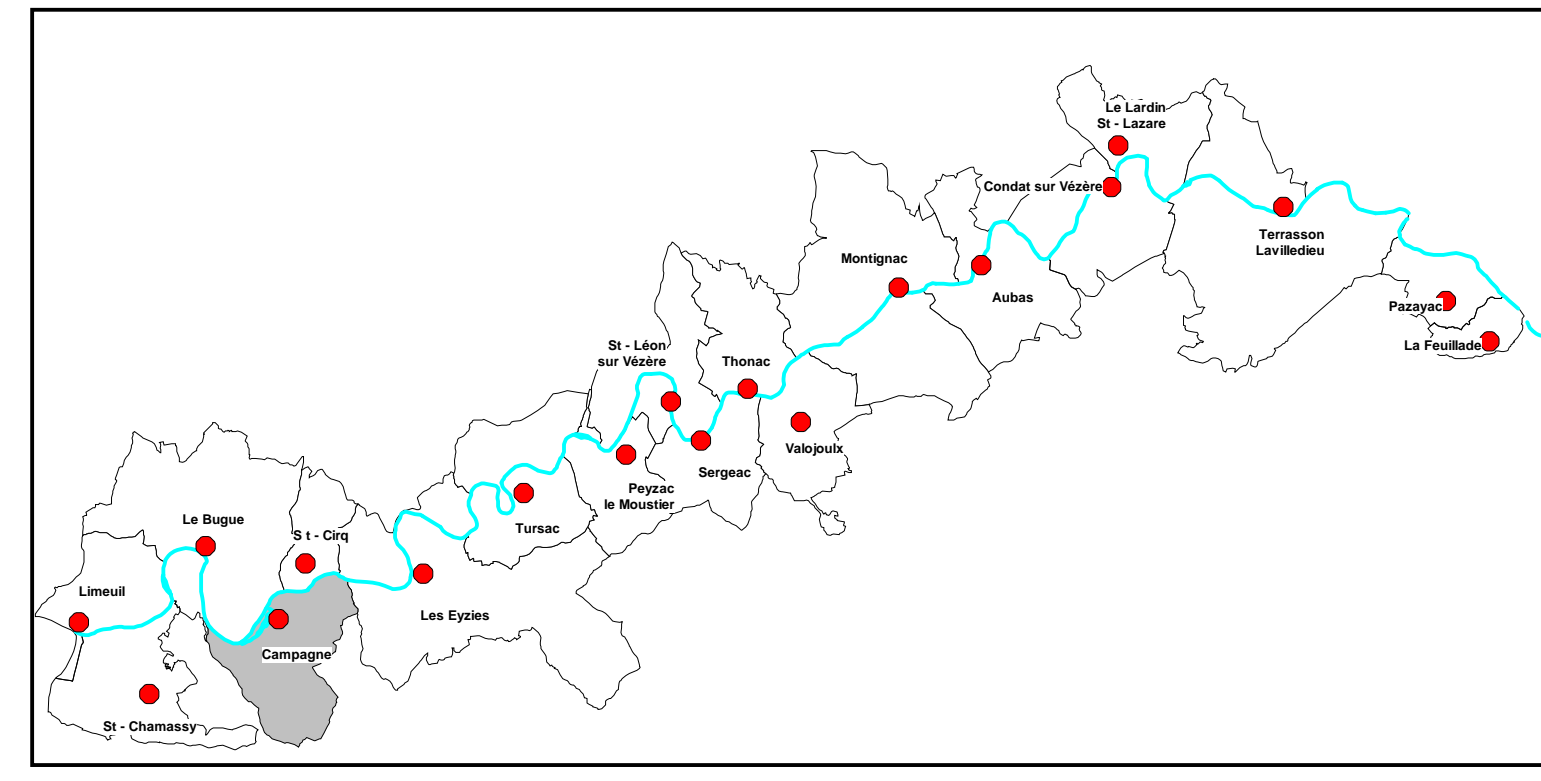 Le Lardin
St - Lazare
Condat sur Vézère
Terrasson
Lavilledieu
Montignac
Aubas
Pazayac
La Feuillade
St - Léon
sur Vézère
Thonac
Valojoulx
Sergeac
Peyzac
le Moustier
Tursac
Le Bugue
S t - Cirq
Limeuil
Les Eyzies
Campagne
St - Chamassy